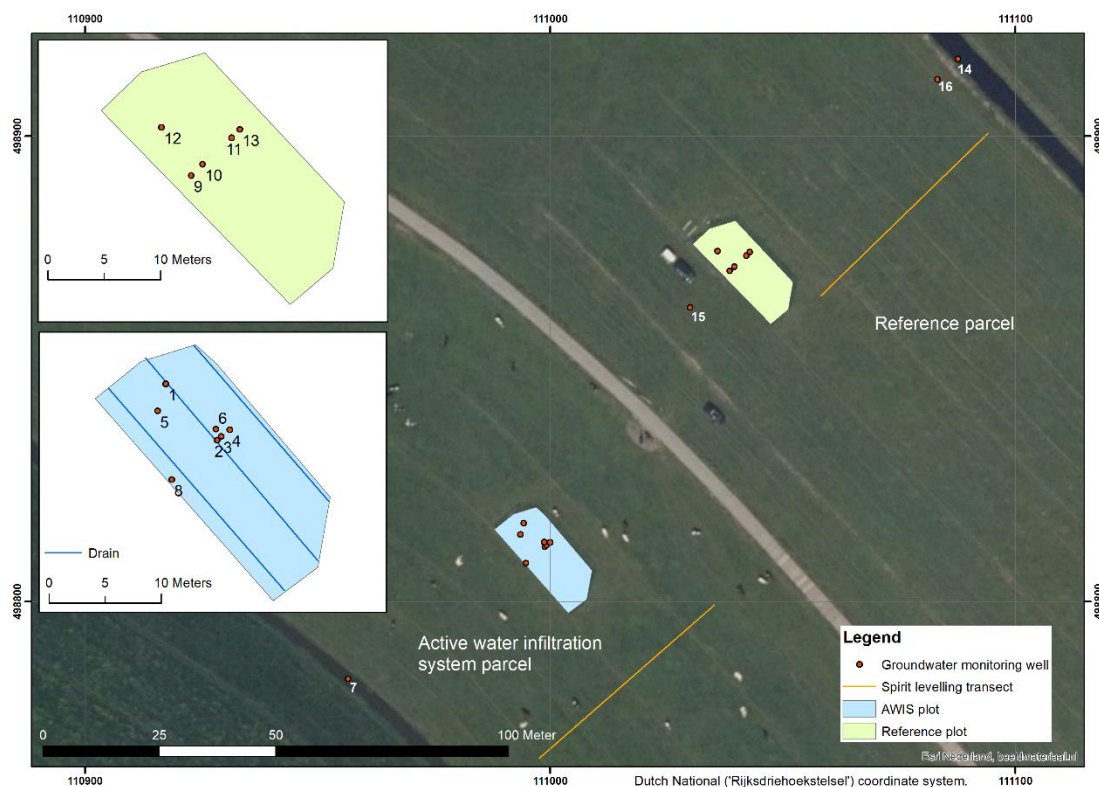 110900
111000
111100
498900
498900
498800
498800
12
11
13
10
9
0
5
10 Meters
1
5
6
4
3
2
8
Drain
0
5
10 Meters
14
16
15
Reference parcel
Active water infiltration
system parcel
7
0
25
50
100 Meter
Legend
Groundwater monitoring well
Spirit levelling transect
AWIS plot
Reference plot
Esri Nederland, beeldmateriaal.nl
110900
111000
111100
Dutch National ('Rijksdriehoekstelsel') coordinate system.